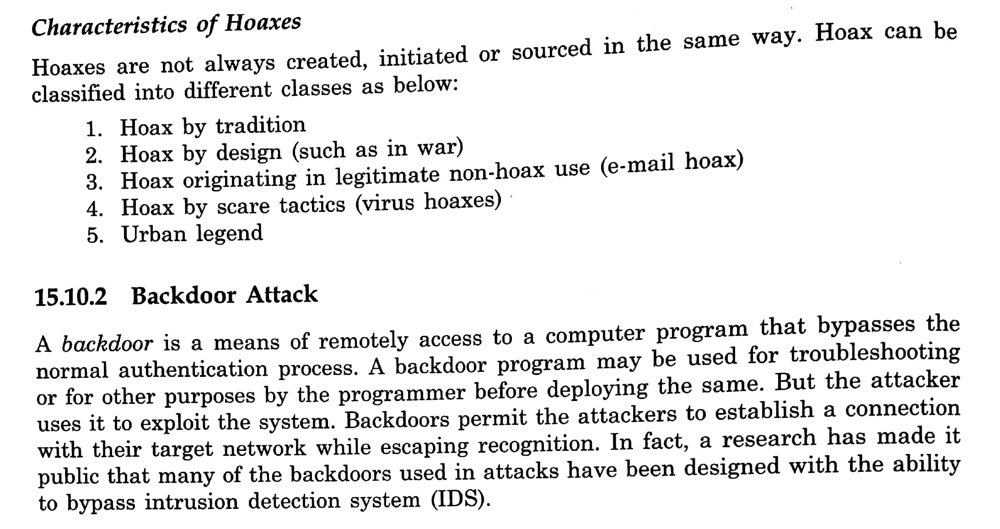 Characteristics of Hoaxes
Hoaxes are not always created, initiated or sourced in the same way. Hoax can be
classified into different classes as below:
1. Hoax by tradition
2. Hoax by design (such as in war)
3. Hoax originating in legitimate non-hoax use (e-mail hoax)
4. Hoax by scare tactics (virus hoaxes)
5. Urban legend
15.10.2 Backdoor Attack
A backdoor is a means of remotely access to a computer program that bypasses the
normal authentication process. A backdoor program may be used for troubleshooting
or for other purposes by the programmer before deploying the same. But the attacker
uses it to exploit the system. Backdoors permit the attackers to establish a connection
with their target network while escaping recognition. In fact, a research has made it
public that many of the backdoors used in attacks have been designed with the ability
to bypass intrusion detection system (IDS).